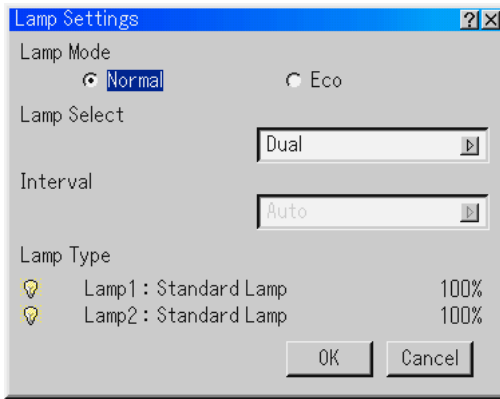 Lamp Settings
Lamp Mode
Normal Eco
Lamp Select
Dual
Interval
Auto
Lamp Type
Lamp1 : Standard Lamp 100%
Lamp2 : Standard Lamp 100%
OK Cancel